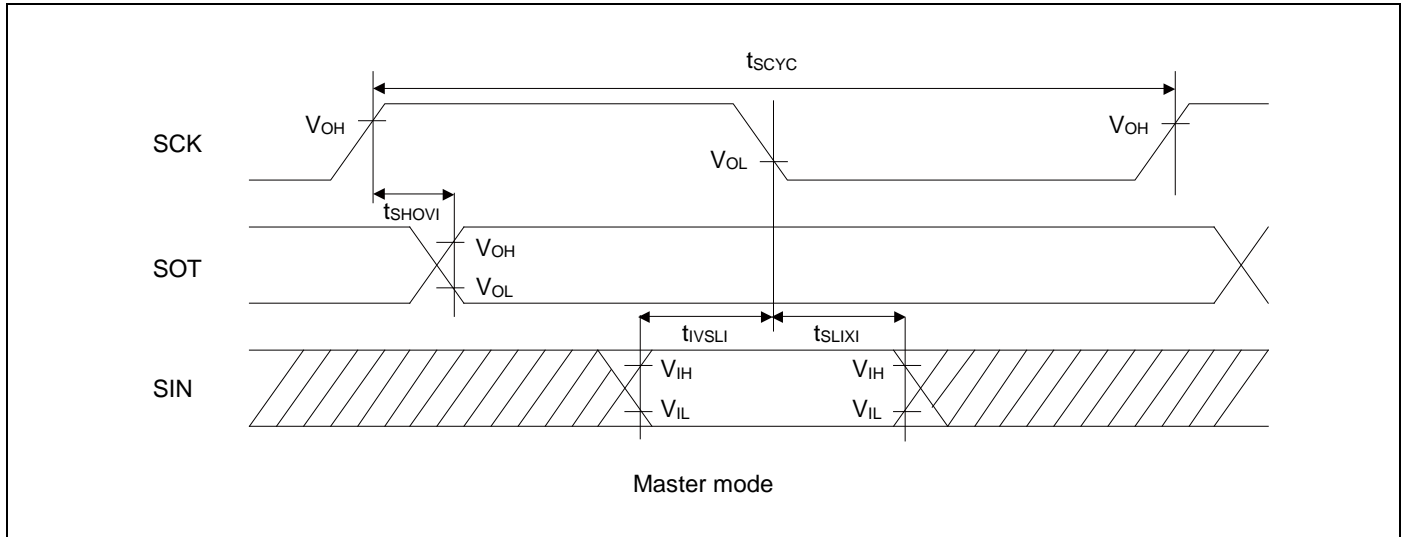 tSCYC
VOH
VOH
SCK
VOL
tSHOVI
VOH
SOT
VOL
tIVSLI
tSLIXI
VIH
VIH
SIN
VIL
VIL
Master mode